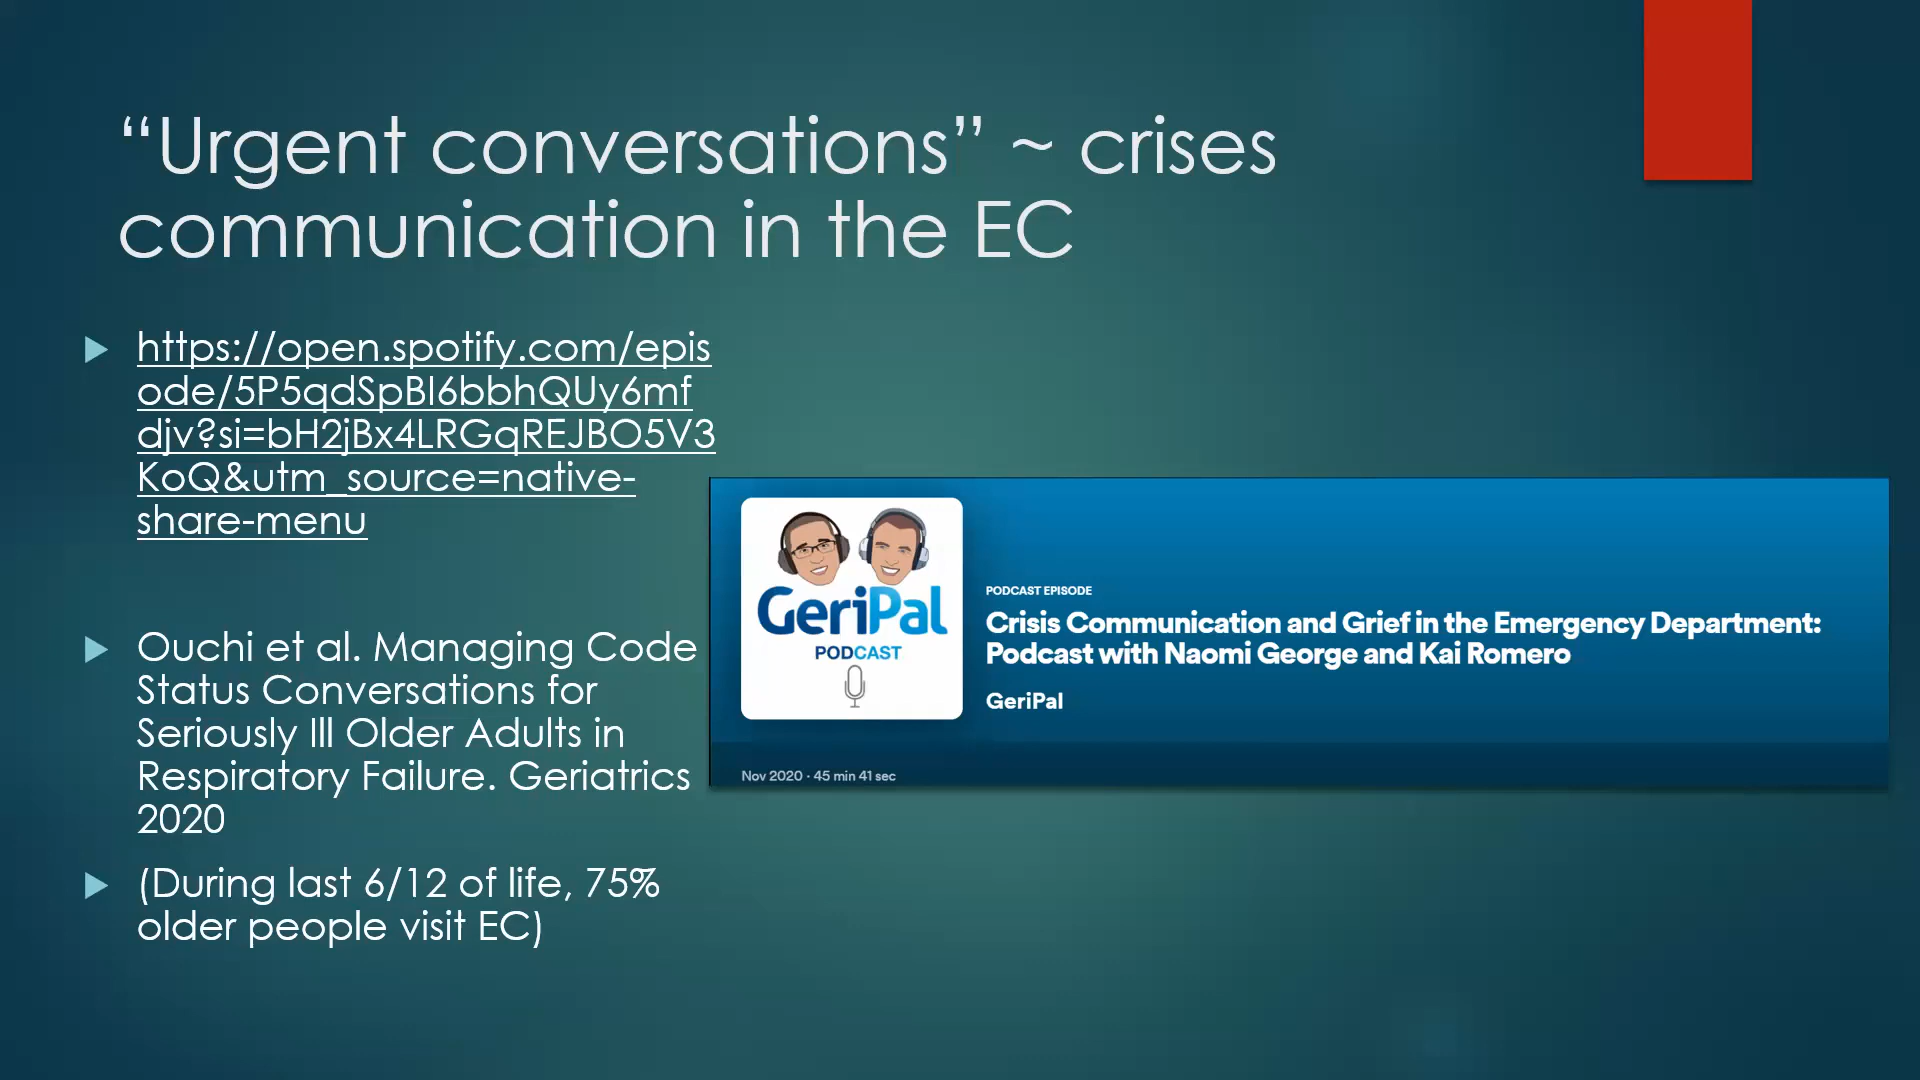 “Urgent conversations” ~ crises
communication in the EC
https://open.spotify.com/epis
ode/5P5qdSpBI6bbhQUy6mf
djv?si=bH2jBx4LRGqREJBO5V3
KoQ&utm_source=native-
share-menu
Ouchi et al. Managing Code
Status Conversations for
Seriously Ill Older Adults in
Respiratory Failure. Geriatrics
2020
(During last 6/12 of life, 75%
older people visit EC)
GeriPal
PODCAST
PODCAST EPISODE
Crisis Communication and Grief in the Emergency Department:
Podcast with Naomi George and Kai Romero
GeriPal
Nov 2020 · 45 min 41 sec